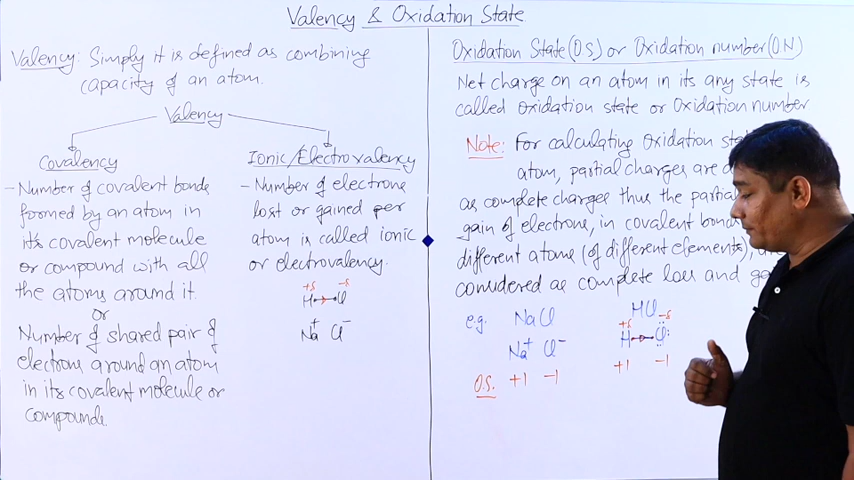 Valency & Oxidation State
Valency: Simply it is defined as combining
capacity of an atom.
Valency
Covalency
- Number of covalent bonds
formed by an atom in
its covalent molecule
or compound with all
the atoms around it.
or
Number of shared pair of
electrons around an atom
in its covalent molecule or
compounds.
Ionic/Electrovalency
- Number of electrons
lost or gained per
atom is called ionic
or electrovalency.
+δ -δ
H→Cl
Na+ Cl-
Oxidation State (O.S.) or Oxidation number (O.N)
Net charge on an atom in its any state is
called oxidation state or Oxidation number
Note: For calculating oxidation
atom, partial charges are
as complete charges thus the partial
gain of electrons, in covalent
different atoms (of different elements),
considered as complete loss and
e.g. NaCl HCl
+δ -δ
Na+ Cl- H→Cl
O.S. +1 -1 +1 -1